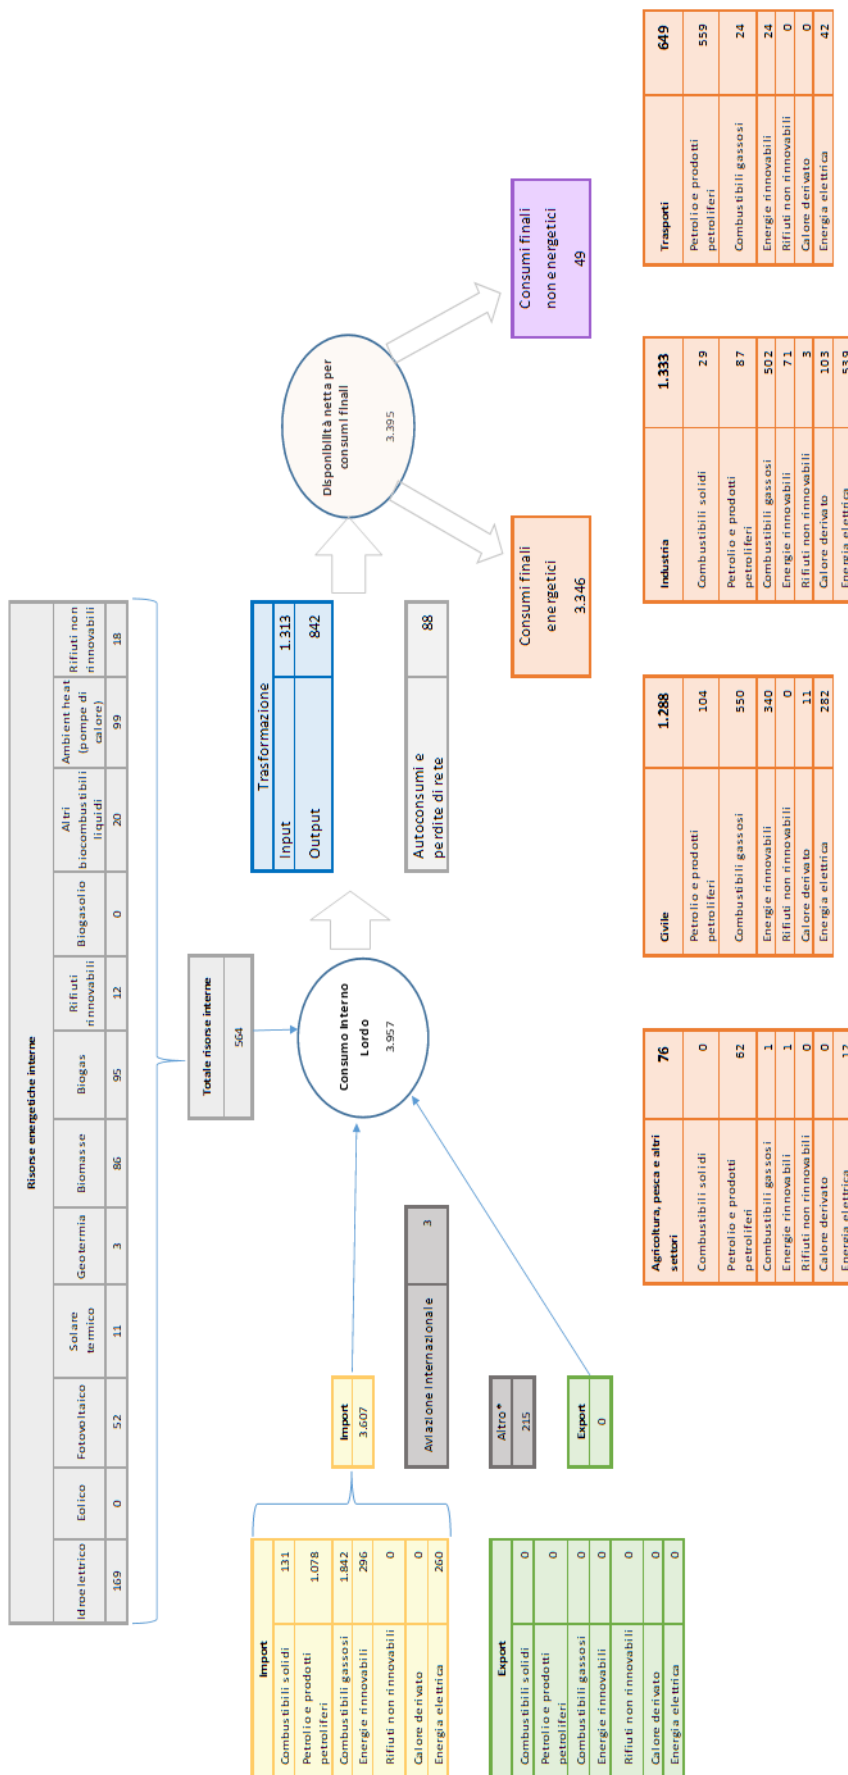 Risorse energetiche interne
Idroelettrico Eolico Fotovoltaico Solare termico Geotermia Biomasse Biogas Rifiuti rinnovabili Biogasolio Altri biocombustibili liquidi Ambient heat (pompe di calore) Rifiuti non rinnovabili
169 0 52 11 3 86 95 12 0 20 99 18
Totale risorse interne
564
Import
Combustibili solidi 131
Petrolio e prodotti petroliferi 1.078
Combustibili gassosi 1.842
Energie rinnovabili 296
Rifiuti non rinnovabili 0
Calore derivato 0
Energia elettrica 260
Import
3.607
Consumo Interno
Lordo
3.957
Trasformazione
Input 1.313
Output 842
Disponibilità netta per
consumi finali
3.395
Aviazione Internazionale 3
Autoconsumi e
perdite di rete 88
Export
Combustibili solidi 0
Petrolio e prodotti petroliferi 0
Combustibili gassosi 0
Energie rinnovabili 0
Rifiuti non rinnovabili 0
Calore derivato 0
Energia elettrica 0
Altro*
215
Export
0
Consumi finali
energetici
3.346
Consumi finali
non energetici
49
Agricoltura, pesca e altri
settori 76
Combustibili solidi 0
Petrolio e prodotti
petroliferi 62
Combustibili gassosi 1
Energie rinnovabili 1
Rifiuti non rinnovabili 0
Calore derivato 0
Energia elettrica 12
Civile 1.288
Petrolio e prodotti
petroliferi 104
Combustibili gassosi 550
Energie rinnovabili 340
Rifiuti non rinnovabili 0
Calore derivato 11
Energia elettrica 282
Industria 1.333
Combustibili solidi 29
Petrolio e prodotti
petroliferi 87
Combustibili gassosi 502
Energie rinnovabili 71
Rifiuti non rinnovabili 3
Calore derivato 103
Energia elettrica 539
Trasporti 649
Petrolio e prodotti
petroliferi 559
Combustibili gassosi 24
Energie rinnovabili 24
Rifiuti non rinnovabili 0
Calore derivato 0
Energia elettrica 42